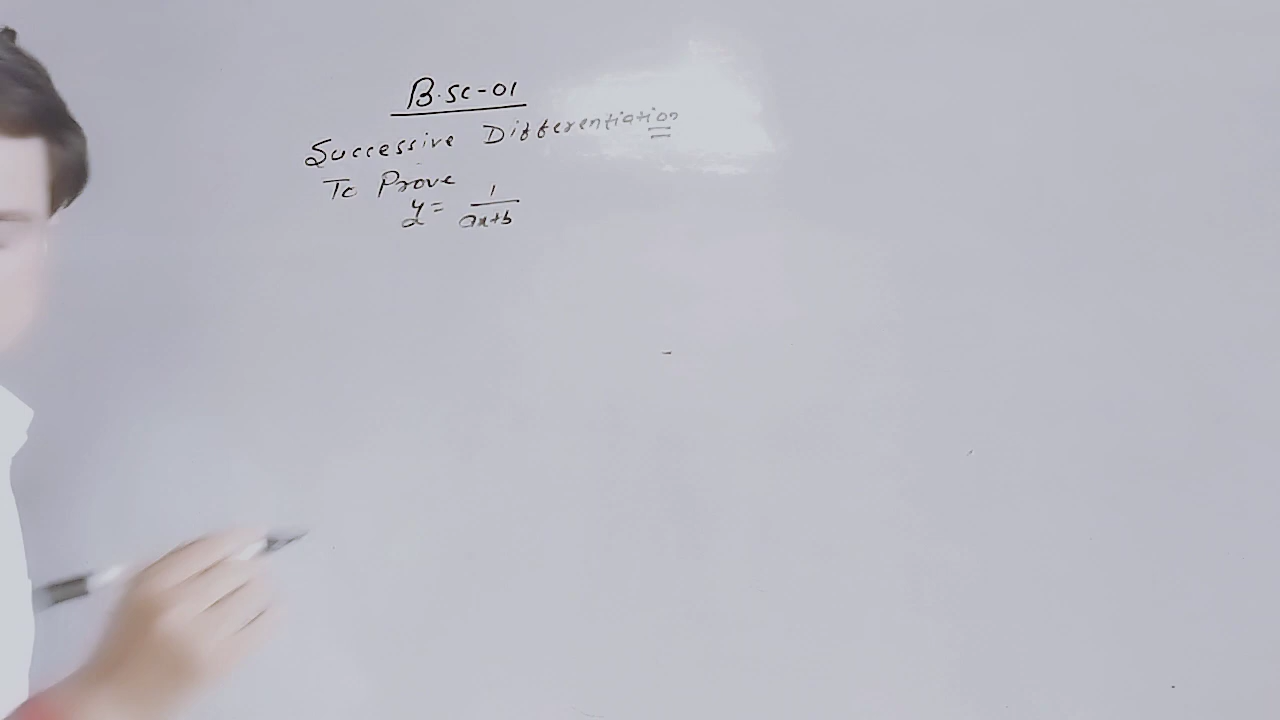 B.Sc-01
Successive Differentiation
To Prove
y = 1/(ax+b)